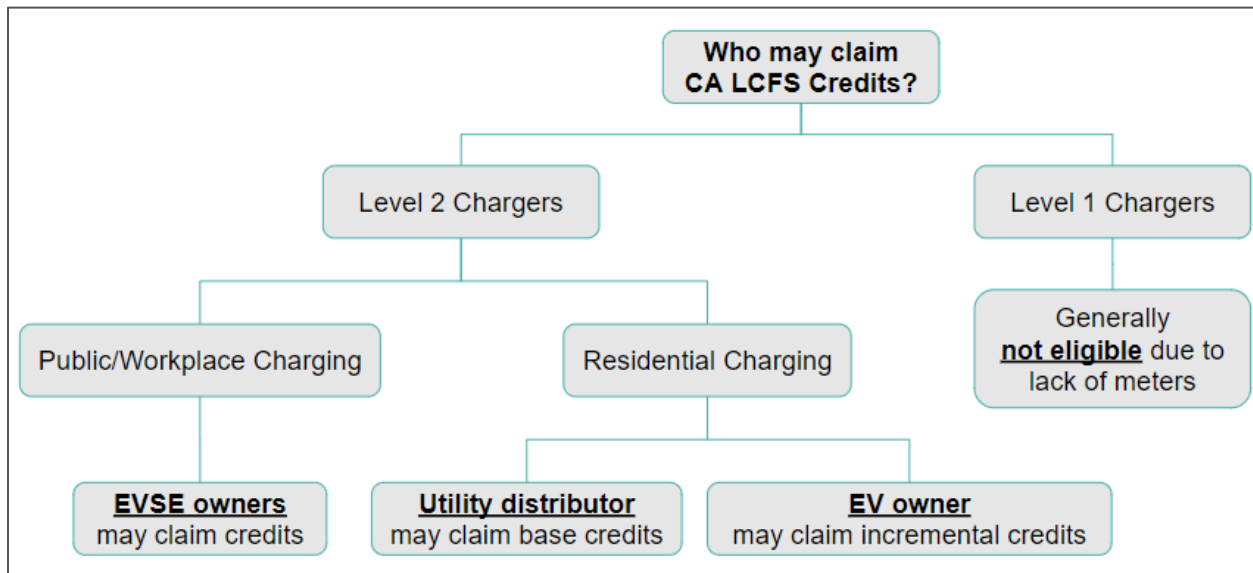 Who may claim
CA LCFS Credits?
Level 2 Chargers
Level 1 Chargers
Public/Workplace Charging
Residential Charging
Generally
not eligible due to
lack of meters
EVSE owners
may claim credits
Utility distributor
may claim base credits
EV owner
may claim incremental credits